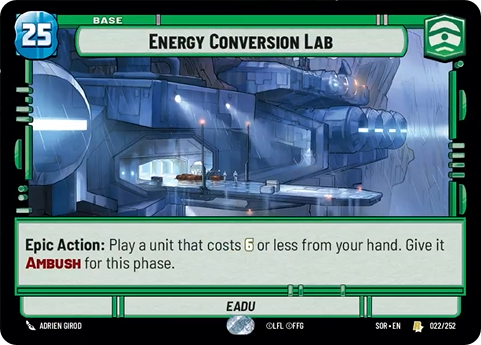 BASE
25
ENERGY CONVERSION LAB
Epic Action: Play a unit that costs 6 or less from your hand. Give it
AMBUSH for this phase.
EADU
ADRIEN GIROD ©LFL ©FFG SOR • EN R 022/252